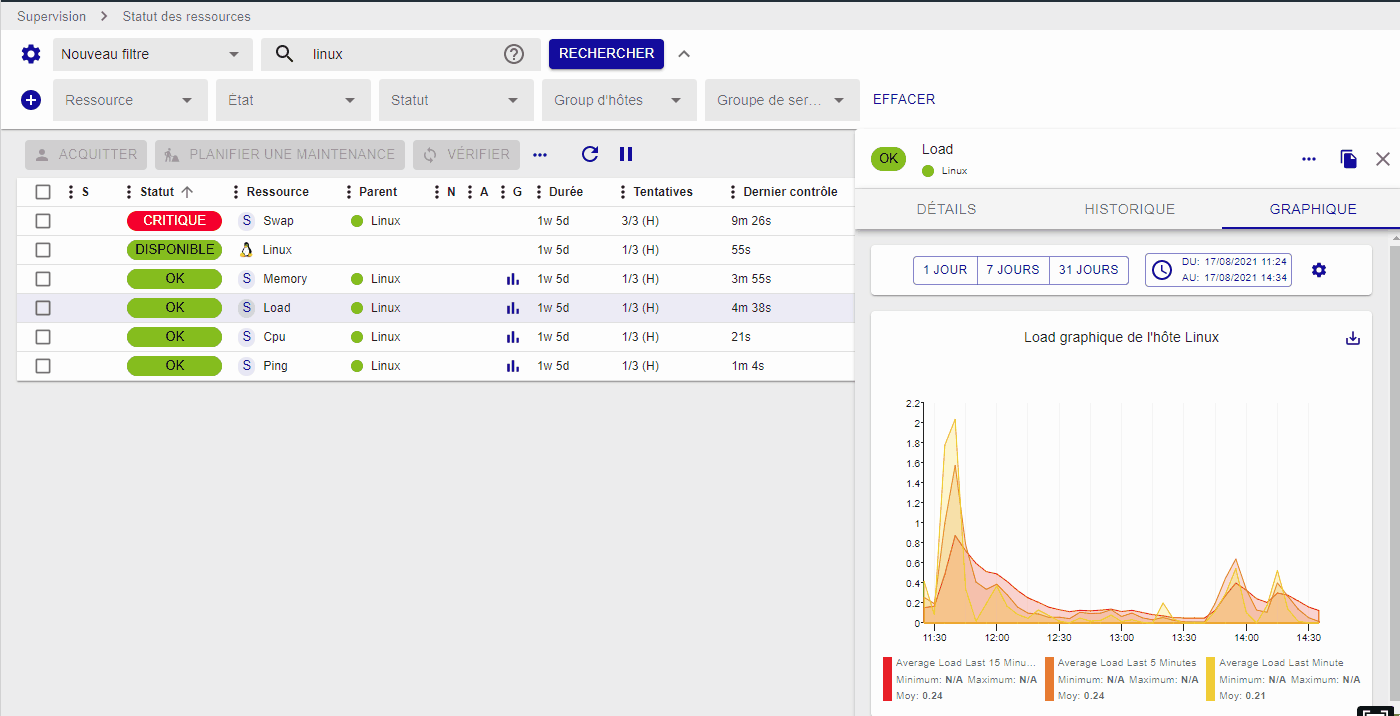 Supervision > Statut des ressources
Nouveau filtre linux ? RECHERCHER
Ressource État Statut Group d'hôtes Groupe de ser... EFFACER
ACQUITTER PLANIFIER UNE MAINTENANCE VÉRIFIER
S Statut Ressource Parent N A G Durée Tentatives Dernier contrôle
CRITIQUE S Swap Linux 1w 5d 3/3 (H) 9m 26s
DISPONIBLE Linux 1w 5d 1/3 (H) 55s
OK S Memory Linux 1w 5d 1/3 (H) 3m 55s
OK S Load Linux 1w 5d 1/3 (H) 4m 38s
OK S Cpu Linux 1w 5d 1/3 (H) 21s
OK S Ping Linux 1w 5d 1/3 (H) 1m 4s
OK Load
Linux
DÉTAILS HISTORIQUE GRAPHIQUE
1 JOUR 7 JOURS 31 JOURS
DU: 17/08/2021 11:24
AU: 17/08/2021 14:34
Load graphique de l'hôte Linux
2.2
2
1.8
1.6
1.4
1.2
1
0.8
0.6
0.4
0.2
0
11:30 12:00 12:30 13:00 13:30 14:00 14:30
Average Load Last 15 Minu... Average Load Last 5 Minutes Average Load Last Minute
Minimum: N/A Maximum: N/A Minimum: N/A Maximum: N/A Minimum: N/A Maximum: N/A
Moy: 0.24 Moy: 0.24 Moy: 0.21